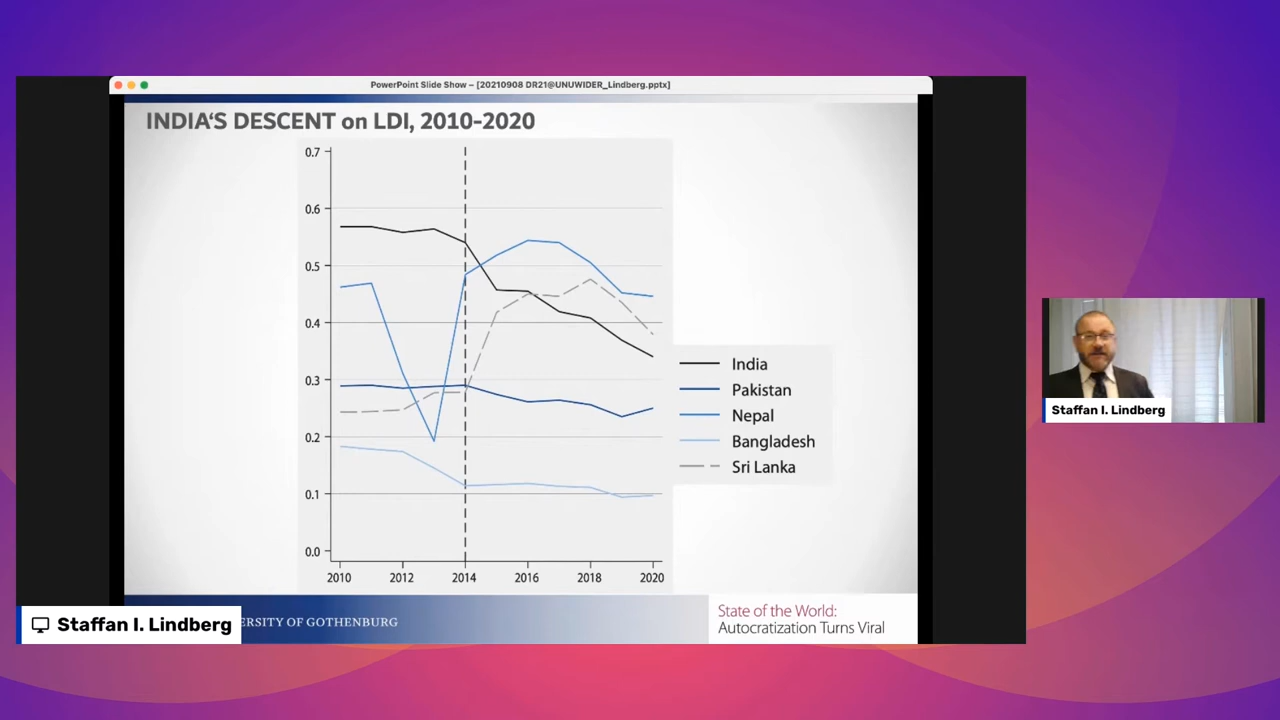 PowerPoint Slide Show – [20210908 DR21@UNUWIDER_Lindberg.pptx]
INDIA'S DESCENT on LDI, 2010-2020
0.7
0.6
0.5
0.4
0.3
0.2
0.1
0.0
2010 2012 2014 2016 2018 2020
India
Pakistan
Nepal
Bangladesh
Sri Lanka
Staffan I. Lindberg
Staffan I. Lindberg
ERSITY OF GOTHENBURG
State of the World:
Autocratization Turns Viral